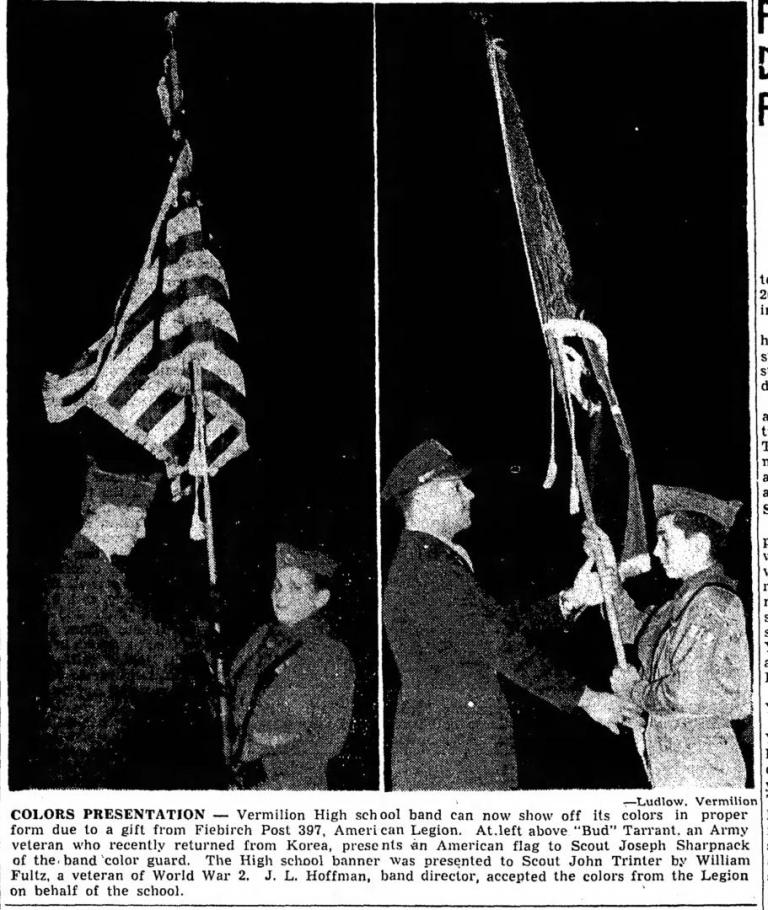 —Ludlow, Vermilion
COLORS PRESENTATION — Vermilion High school band can now show off its colors in proper
form due to a gift from Fiebirch Post 397, American Legion. At left above "Bud" Tarrant, an Army
veteran who recently returned from Korea, presents an American flag to Scout Joseph Sharpnack
of the band color guard. The High school banner was presented to Scout John Trinter by William
Fultz, a veteran of World War 2. J. L. Hoffman, band director, accepted the colors from the Legion
on behalf of the school.